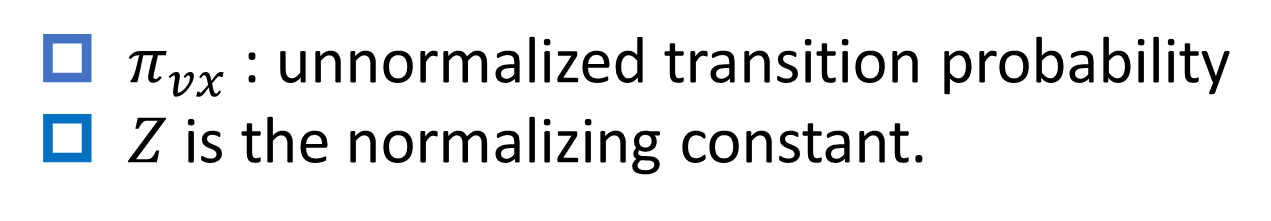 π_vx : unnormalized transition probability
Z is the normalizing constant.